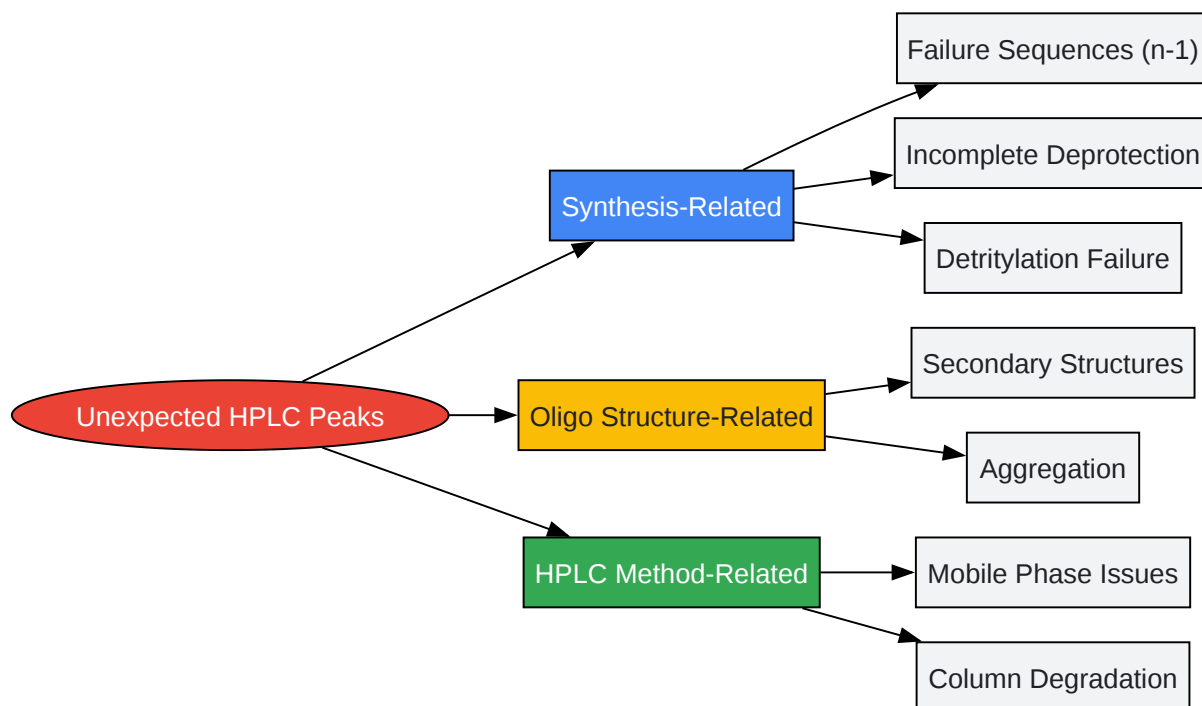 Failure Sequences (n-1)
Incomplete Deprotection
Synthesis-Related
Detritylation Failure
Secondary Structures
Unexpected HPLC Peaks
Oligo Structure-Related
Aggregation
HPLC Method-Related
Mobile Phase Issues
Column Degradation